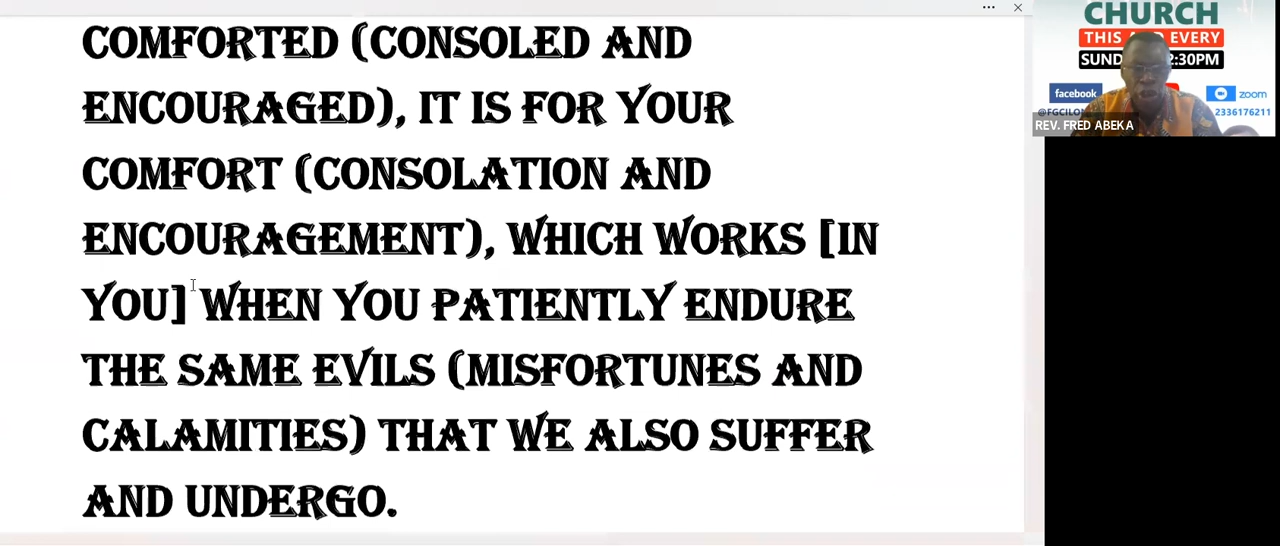 COMFORTED (CONSOLED AND
ENCOURAGED), IT IS FOR YOUR
COMFORT (CONSOLATION AND
ENCOURAGEMENT), WHICH WORKS [IN
YOU] WHEN YOU PATIENTLY ENDURE
THE SAME EVILS (MISFORTUNES AND
CALAMITIES) THAT WE ALSO SUFFER
AND UNDERGO.
CHURCH
THIS AND EVERY
2:30PM
facebook
zoom
2336176211
REV. FRED ABEKA